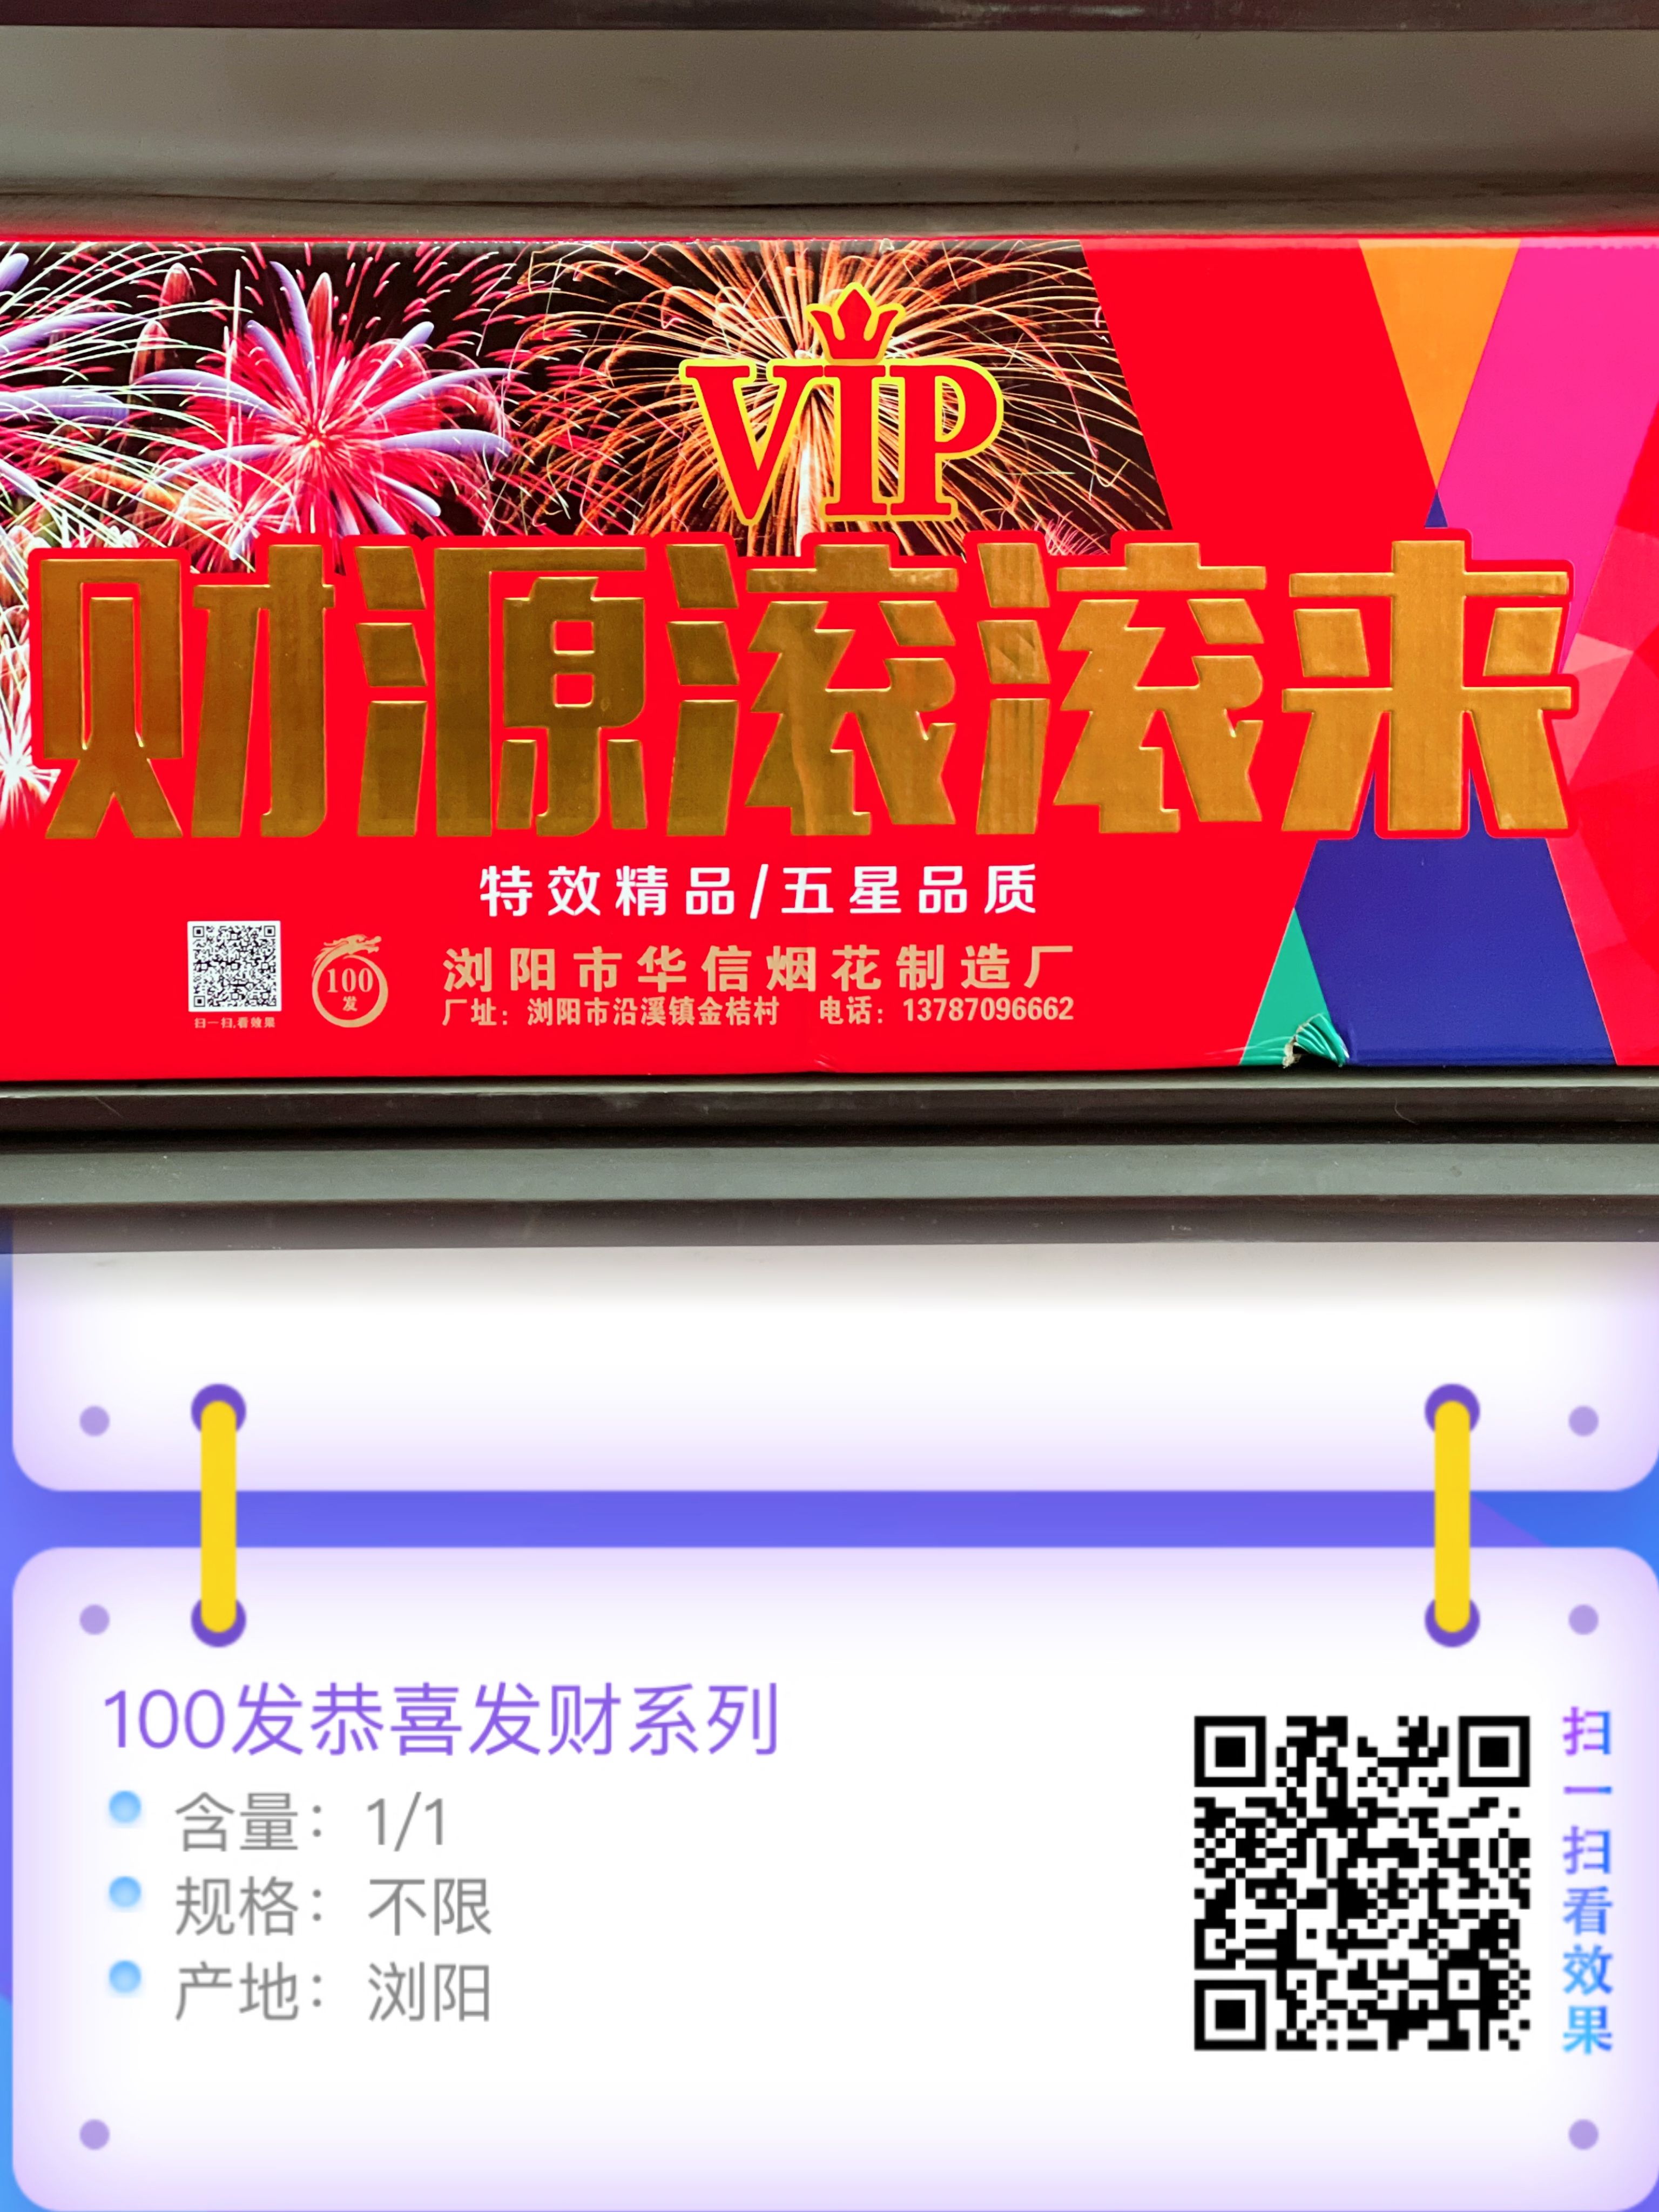 VIP
财源滚滚来
特效精品/五星品质
扫一扫,看效果
100
发
浏阳市华信烟花制造厂
厂址：浏阳市沿溪镇金桔村 电话：13787096662
100发恭喜发财系列
含量：1/1
规格：不限
产地：浏阳
扫一扫看效果